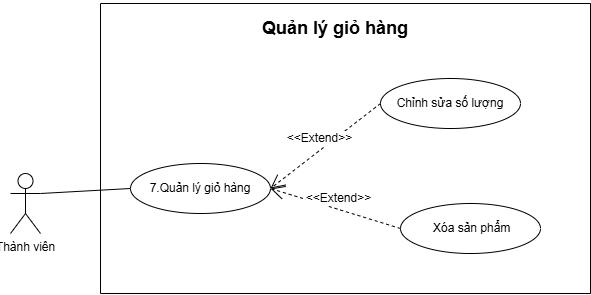 Quản lý giỏ hàng
Chỉnh sửa số lượng
<<Extend>>
7.Quản lý giỏ hàng
<<Extend>>
Xóa sản phẩm
Thành viên